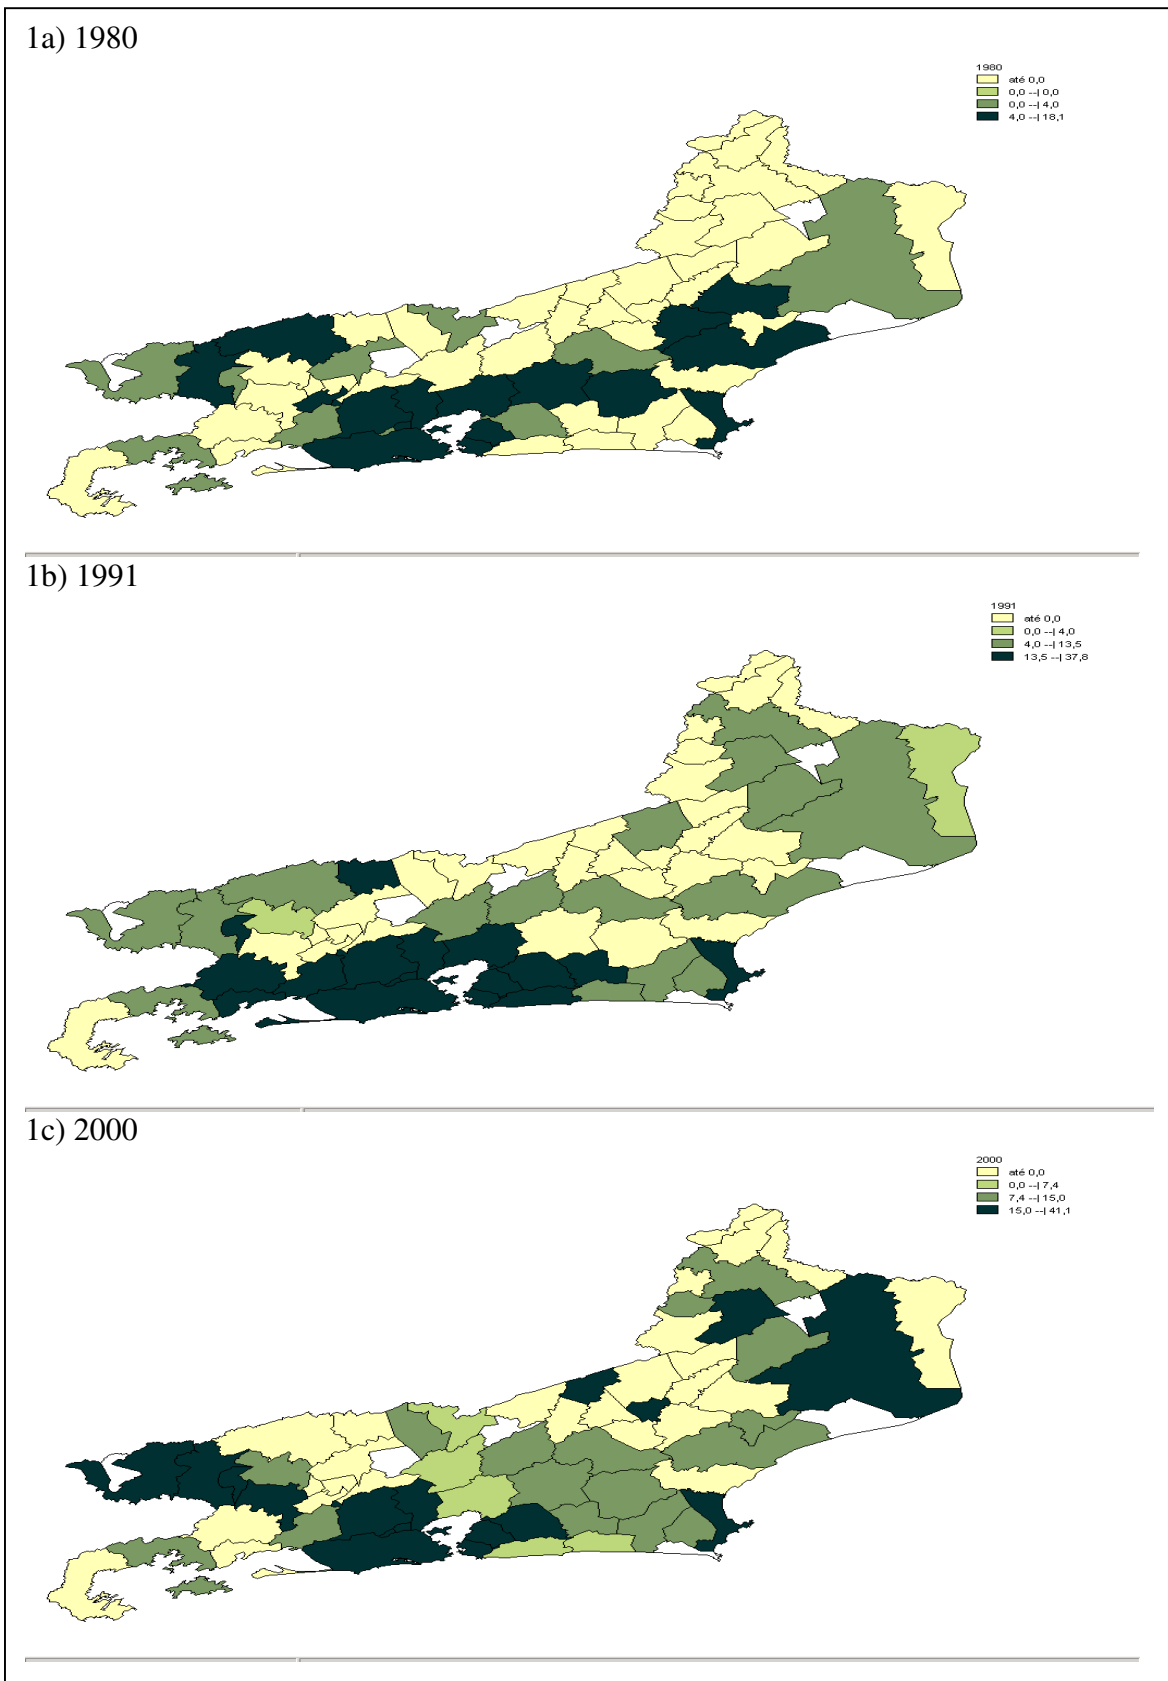 1a) 1980
1980
até 0,0
0,0 --| 0,0
0,0 --| 4,0
4,0 --| 18,1
1b) 1991
1991
até 0,0
0,0 --| 4,0
4,0 --| 13,5
13,5 --| 37,8
1c) 2000
2000
até 0,0
0,0 --| 7,4
7,4 --| 15,0
15,0 --| 41,1